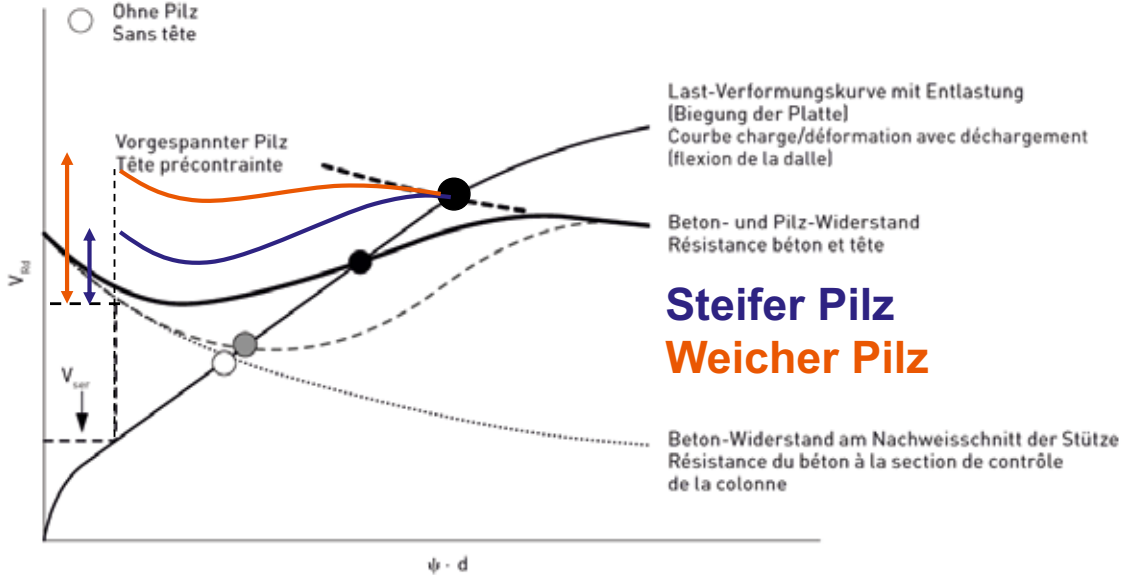 Ohne Pilz
Sans tête
Vorgespannter Pilz
Tête précontrainte
Last-Verformungskurve mit Entlastung
(Biegung der Platte)
Courbe charge/déformation avec déchargement
(flexion de la dalle)
Beton- und Pilz-Widerstand
Résistance béton et tête
V Rd
Steifer Pilz
Weicher Pilz
V ser
Beton-Widerstand am Nachweisschnitt der Stütze
Résistance du béton à la section de contrôle
de la colonne
ψ · d